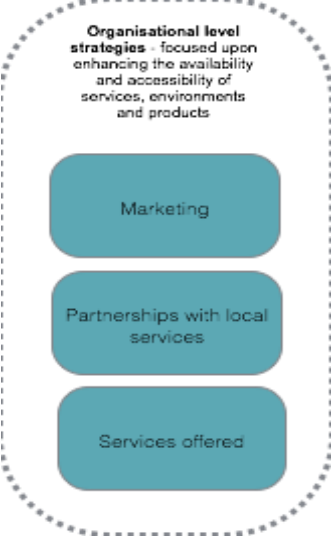 Organisational level
strategies - focused upon
enhancing the availability
and accessibility of
services, environments
and products
Marketing
Partnerships with local
services
Services offered